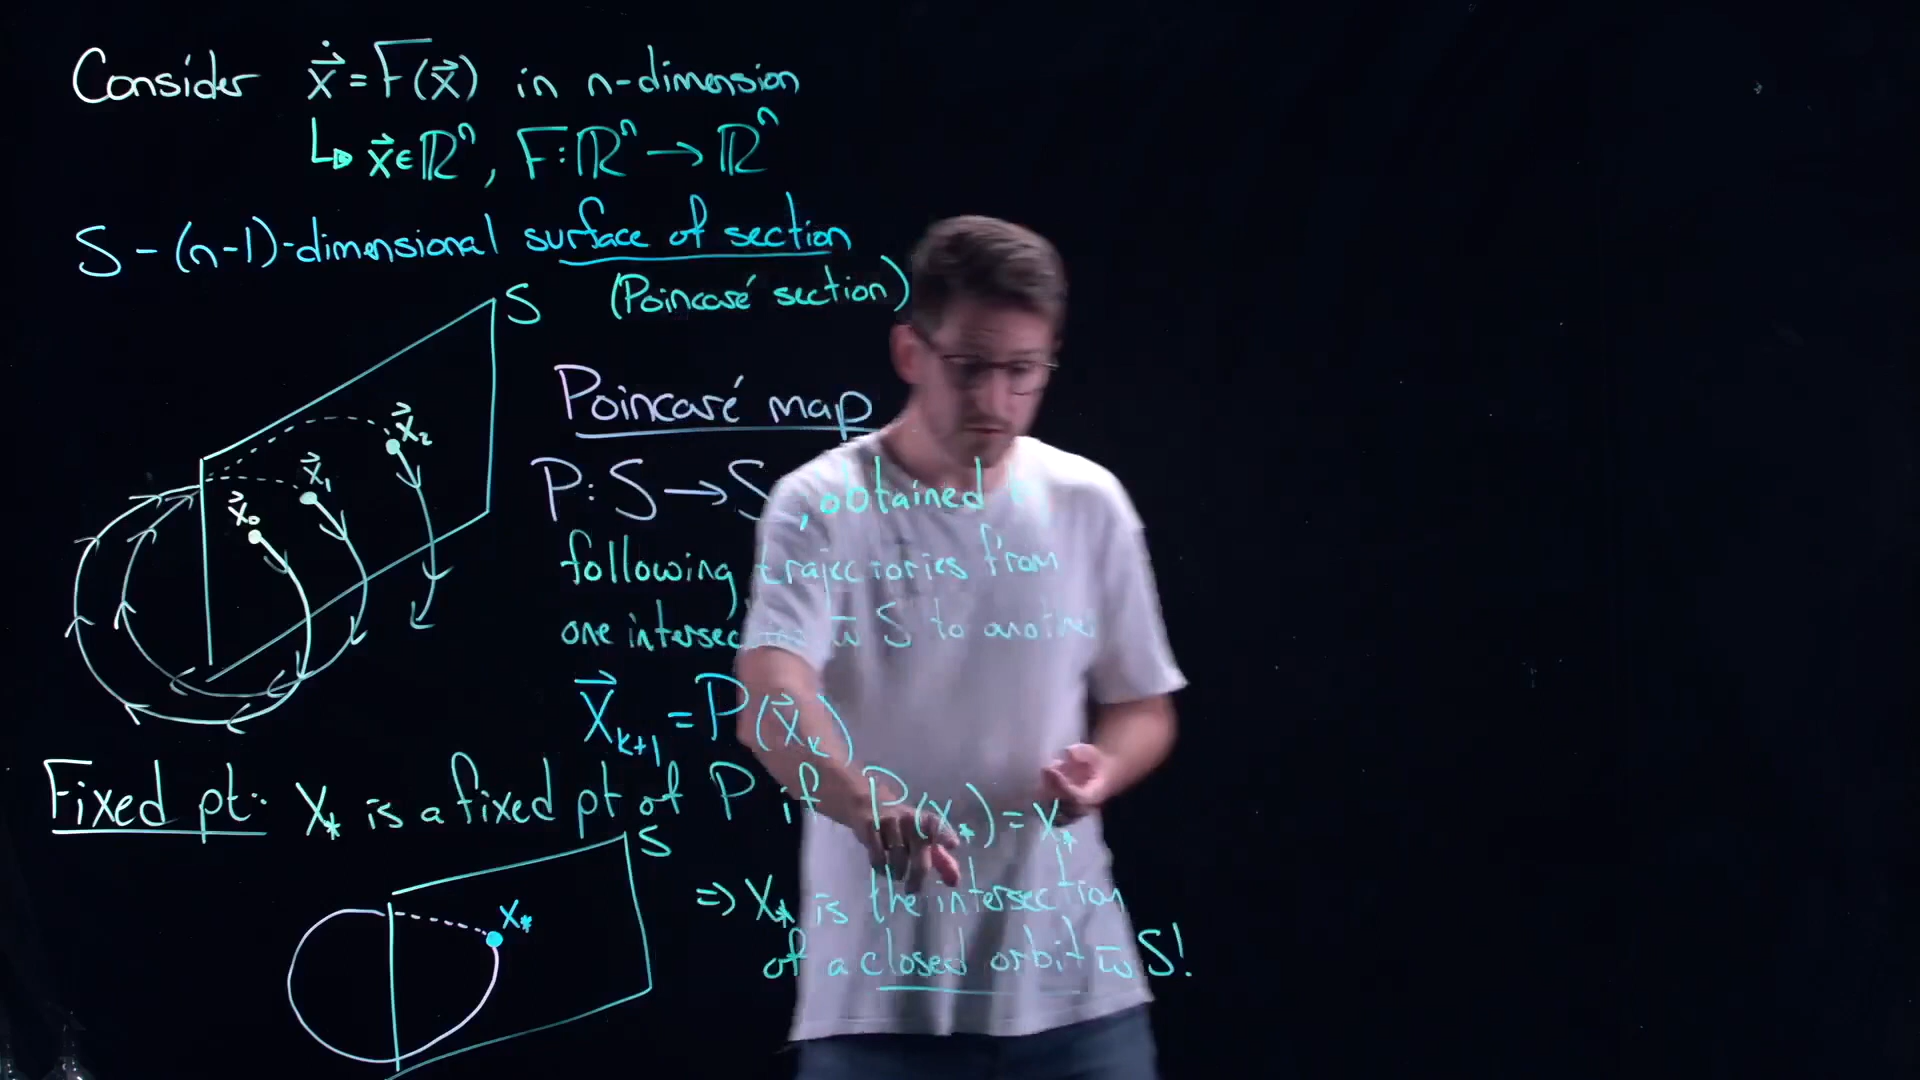 Consider ẋ⃗ = F(x⃗) in n-dimension
↳ x⃗ ∈ ℝⁿ, F: ℝⁿ → ℝⁿ
S - (n-1)-dimensional surface of section
(Poincaré section)
S
Poincaré map
P: S → S, obtained
following trajectories from
one intersection w̄ S to another
x⃗ₖ₊₁ = P(x⃗ₖ)
x⃗₀
x⃗₁
x⃗₂
Fixed pt: x* is a fixed pt of P if P(x*) = x*
S
x*
⇒ x* is the intersection
of a closed orbit w̄ S!